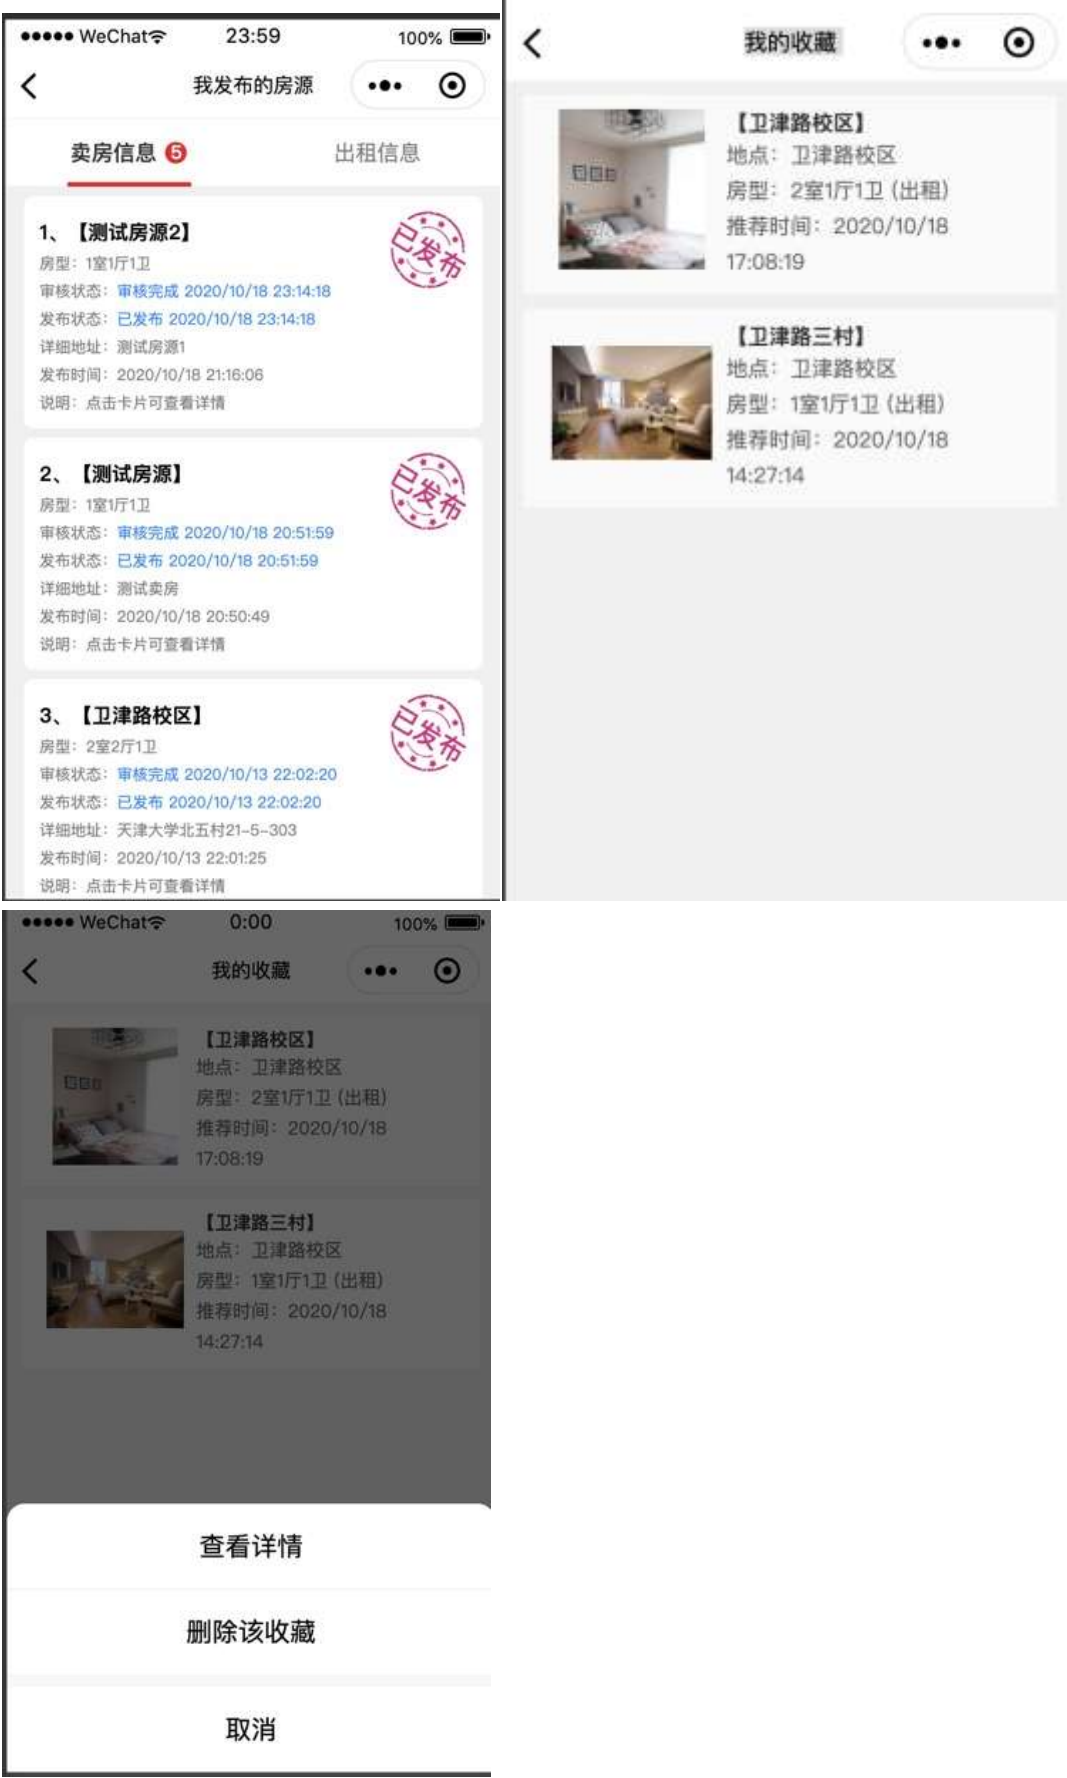 WeChat 23:59 100%
我发布的房源
卖房信息 5 出租信息
1、【测试房源2】
房型：1室1厅1卫
审核状态：审核完成 2020/10/18 23:14:18
发布状态：已发布 2020/10/18 23:14:18
详细地址：测试房源1
发布时间：2020/10/18 21:16:06
说明：点击卡片可查看详情
已发布
2、【测试房源】
房型：1室1厅1卫
审核状态：审核完成 2020/10/18 20:51:59
发布状态：已发布 2020/10/18 20:51:59
详细地址：测试卖房
发布时间：2020/10/18 20:50:49
说明：点击卡片可查看详情
已发布
3、【卫津路校区】
房型：2室2厅1卫
审核状态：审核完成 2020/10/13 22:02:20
发布状态：已发布 2020/10/13 22:02:20
详细地址：天津大学北五村21-5-303
发布时间：2020/10/13 22:01:25
说明：点击卡片可查看详情
已发布
我的收藏
【卫津路校区】
地点：卫津路校区
房型：2室1厅1卫 (出租)
推荐时间：2020/10/18
17:08:19
【卫津路三村】
地点：卫津路校区
房型：1室1厅1卫 (出租)
推荐时间：2020/10/18
14:27:14
WeChat 0:00 100%
我的收藏
【卫津路校区】
地点：卫津路校区
房型：2室1厅1卫 (出租)
推荐时间：2020/10/18
17:08:19
【卫津路三村】
地点：卫津路校区
房型：1室1厅1卫 (出租)
推荐时间：2020/10/18
14:27:14
查看详情
删除该收藏
取消